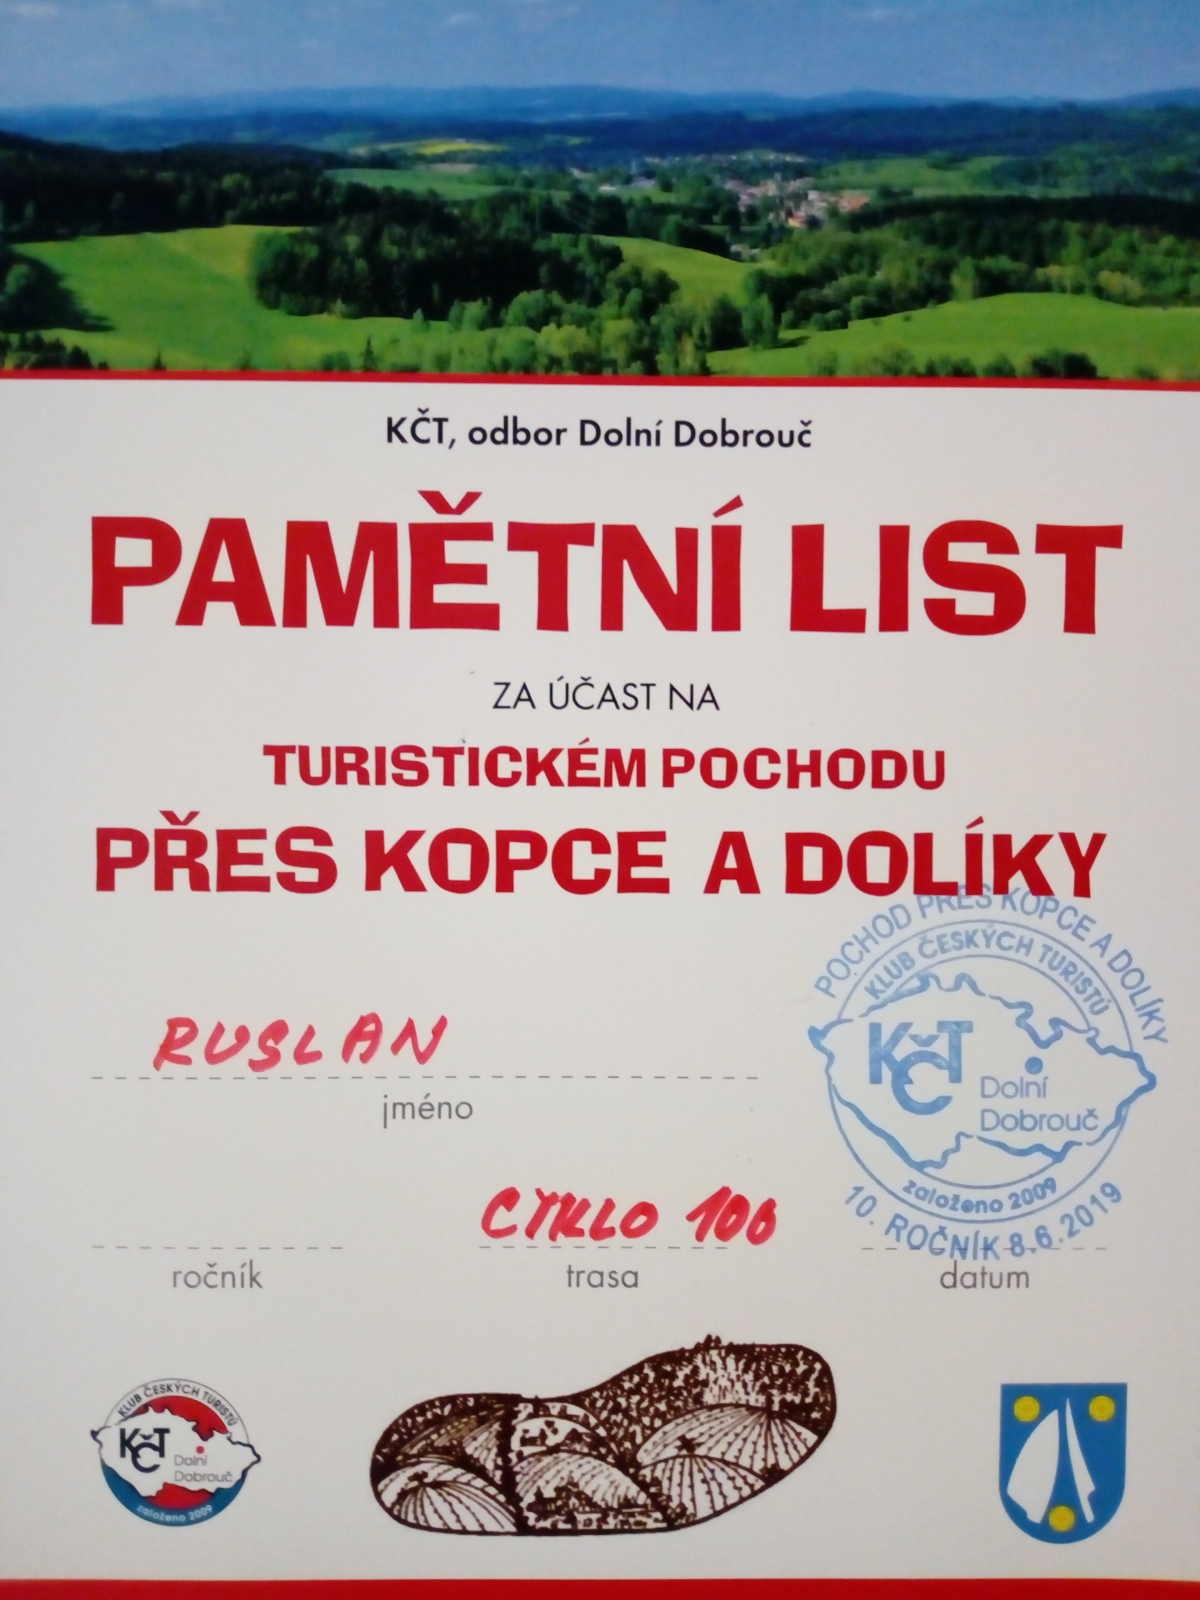 KČT, odbor Dolní Dobrouč
PAMĚTNÍ LIST
ZA ÚČAST NA
TURISTICKÉM POCHODU
PŘES KOPCE A DOLÍKY
POCHOD PŘES KOPCE A DOLÍKY
KLUB ČESKÝCH TURISTŮ
KČT
Dolní
Dobrouč
založeno 2009
10. ROČNÍK 8.6.2019
RUSLAN
jméno
CYKLO 100
ročník
trasa
datum
KLUB ČESKÝCH TURISTŮ
KČT
Dolní
Dobrouč
založeno 2009